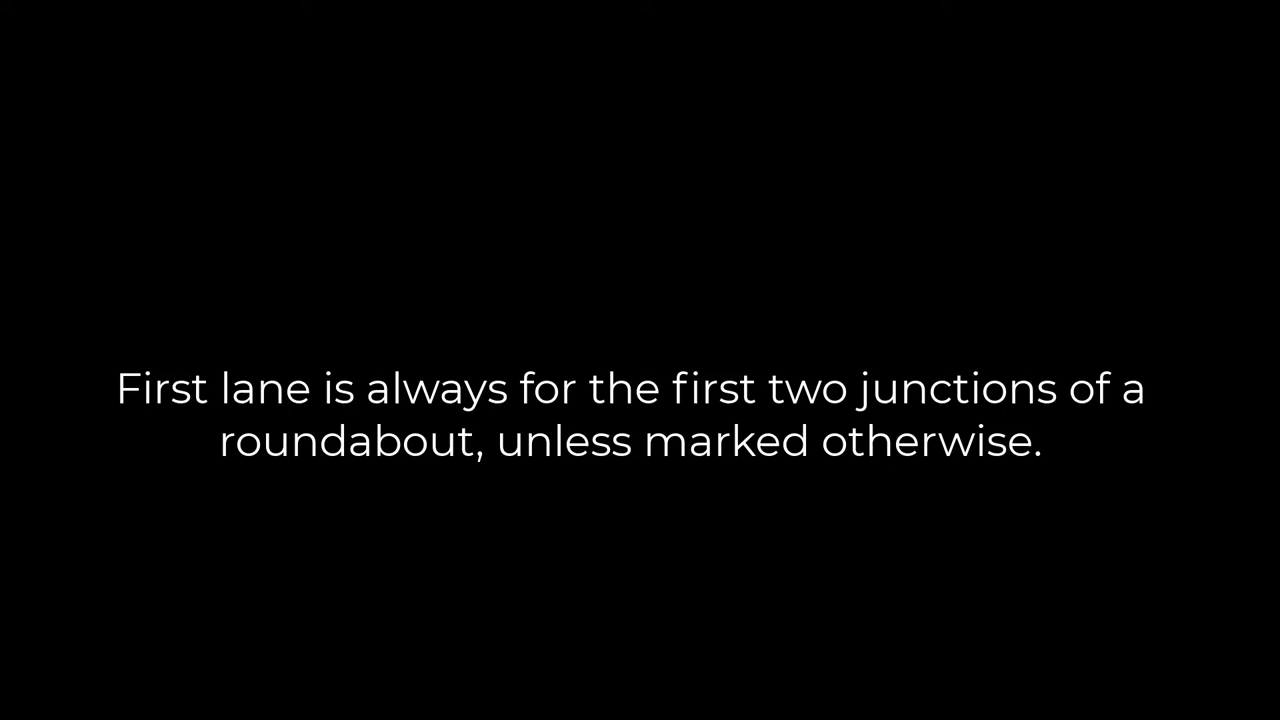 First lane is always for the first two junctions of a
roundabout, unless marked otherwise.